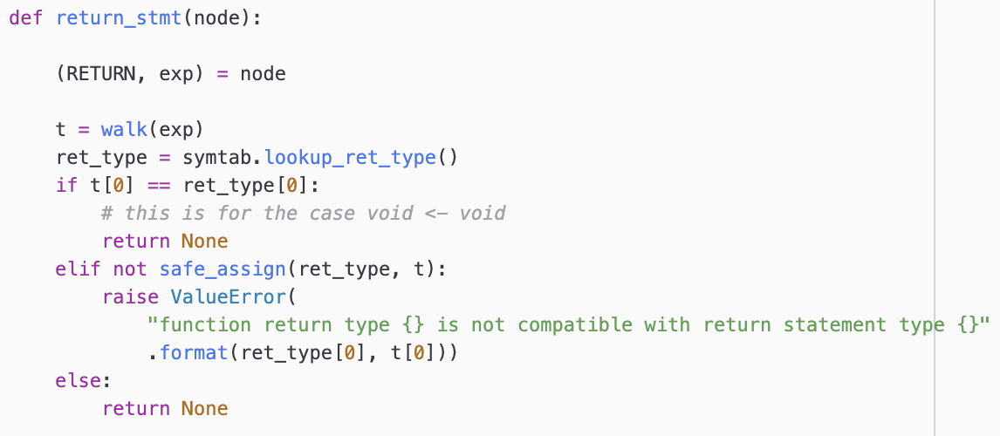 def return_stmt(node):
    (RETURN, exp) = node
    t = walk(exp)
    ret_type = symtab.lookup_ret_type()
    if t[0] == ret_type[0]:
        # this is for the case void <- void
        return None
    elif not safe_assign(ret_type, t):
        raise ValueError(
            "function return type {} is not compatible with return statement type {}"
            .format(ret_type[0], t[0]))
    else:
        return None